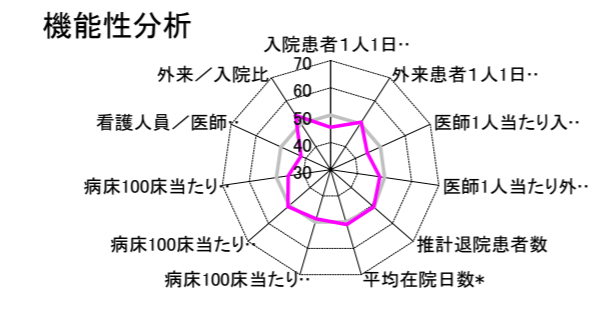 機能性分析
入院患者1人1日‥
外来患者1人1日‥
医師1人当たり入‥
医師1人当たり外‥
推計退院患者数
平均在院日数*
病床100床当たり‥
病床100床当たり‥
病床100床当たり‥
看護人員／医師‥
外来／入院比
70
60
50
40
30